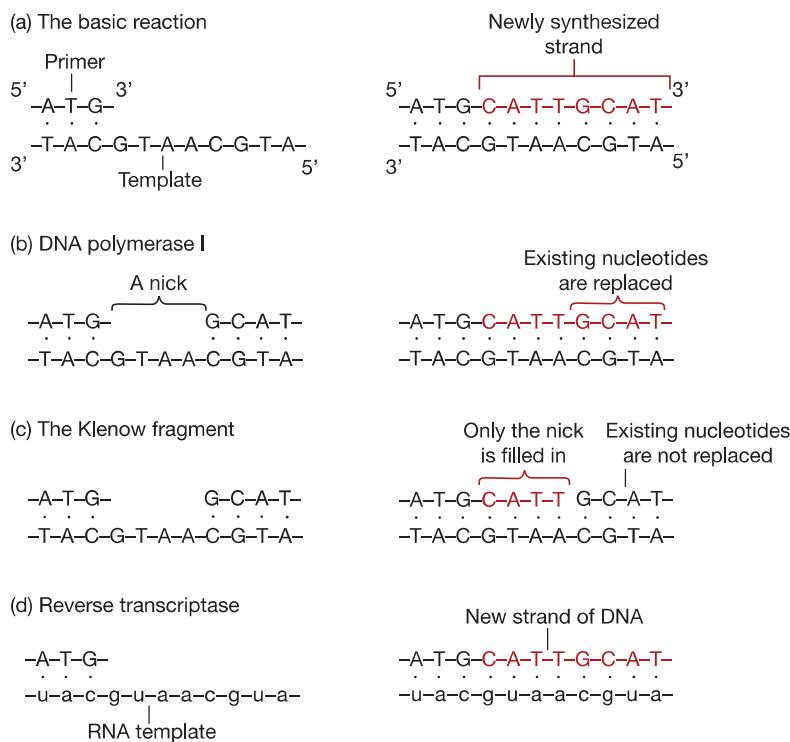 (a) The basic reaction
Primer
5’ 3’
–A–T–G–
–T–A–C–G–T–A–A–C–G–T–A–
3’ 5’
Template
Newly synthesized
strand
5’ 3’
–A–T–G–C–A–T–T–G–C–A–T–
–T–A–C–G–T–A–A–C–G–T–A–
3’ 5’
(b) DNA polymerase I
A nick
–A–T–G– G–C–A–T–
–T–A–C–G–T–A–A–C–G–T–A–
Existing nucleotides
are replaced
–A–T–G–C–A–T–T–G–C–A–T–
–T–A–C–G–T–A–A–C–G–T–A–
(c) The Klenow fragment
–A–T–G– G–C–A–T–
–T–A–C–G–T–A–A–C–G–T–A–
Only the nick
is filled in
Existing nucleotides
are not replaced
–A–T–G–C–A–T–T G–C–A–T–
–T–A–C–G–T–A–A–C–G–T–A–
(d) Reverse transcriptase
–A–T–G–
–u–a–c–g–u–a–a–c–g–u–a–
RNA template
New strand of DNA
–A–T–G–C–A–T–T–G–C–A–T–
–u–a–c–g–u–a–a–c–g–u–a–